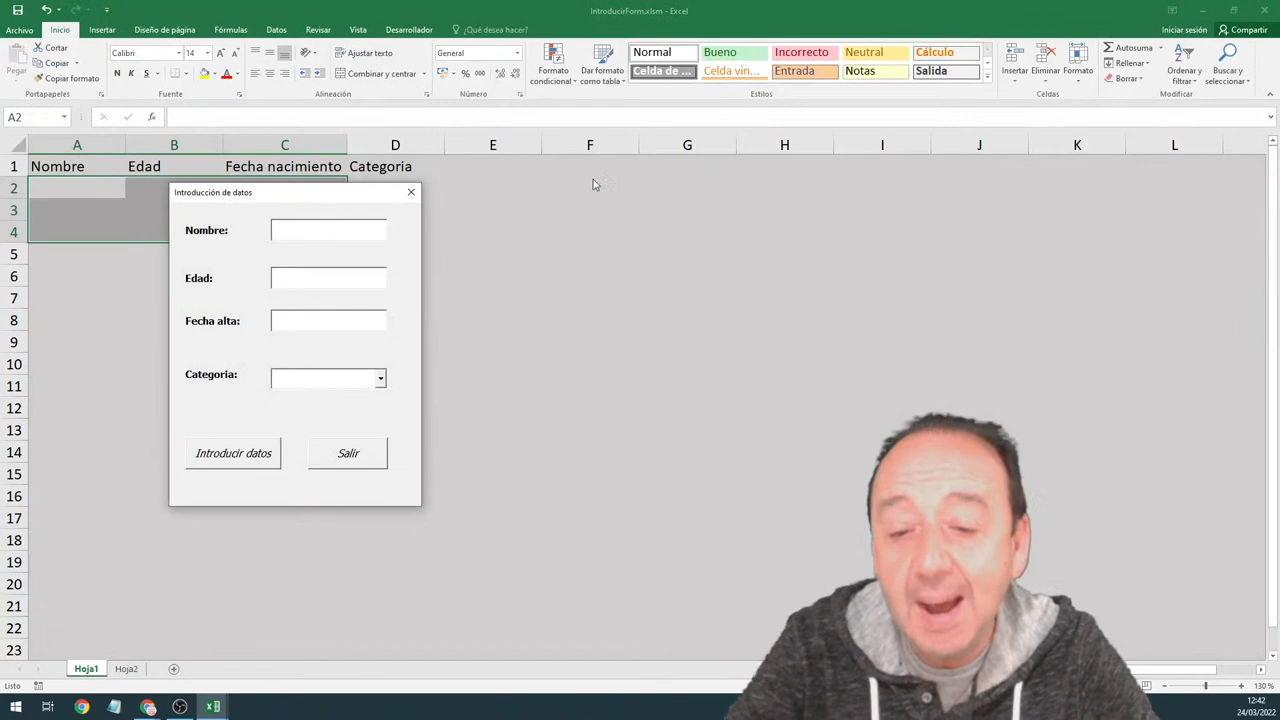 IntroducirForm.xlsm - Excel
Archivo Inicio Insertar Diseño de página Fórmulas Datos Revisar Vista Desarrollador ¿Qué desea hacer? Iniciar sesión Compartir
Cortar Calibri 14 Ajustar texto General Normal Bueno Incorrecto Neutral Cálculo Autosuma
Copiar Rellenar
Pegar Copiar formato N K S Combinar y centrar Formato condicional Dar formato como tabla Celda de ... Celda vin... Entrada Notas Salida Insertar Eliminar Formato Borrar Ordenar y filtrar Buscar y seleccionar
Portapapeles Fuente Alineación Número Estilos Celdas Modificar
A2 fx
A B C D E F G H I J K L
1 Nombre Edad Fecha nacimiento Categoria
2
Introducción de datos
3
Nombre:
4
5
6
Edad:
7
8
Fecha alta:
9
10
Categoria:
11
12
13
14
Introducir datos Salir
15
16
17
18
19
20
21
22
23
Hoja1 Hoja2
Listo 130 %
12:42
24/03/2022